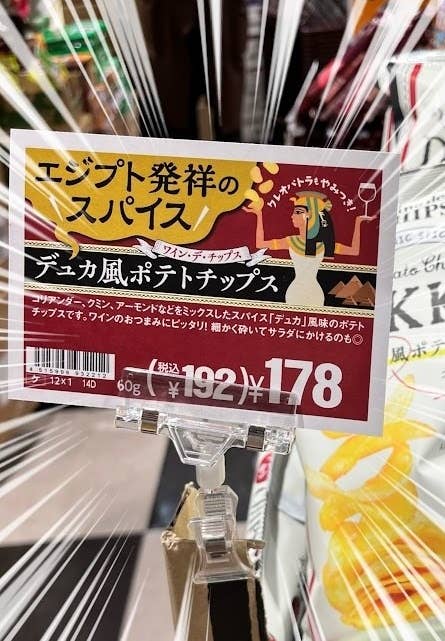 エジプト発祥の
スパイス
クレオパトラもやみつき!
ワイン・デ・チップス
デュカ風ポテトチップス
コリアンダー、クミン、アーモンドなどをミックスしたスパイス「デュカ」風味のポテト
チップスです。ワインのおつまみにピッタリ! 細かく砕いてサラダにかけるのも◎
4515996932212
ケ 12×1 14D
60g (税込 ¥192) ¥178